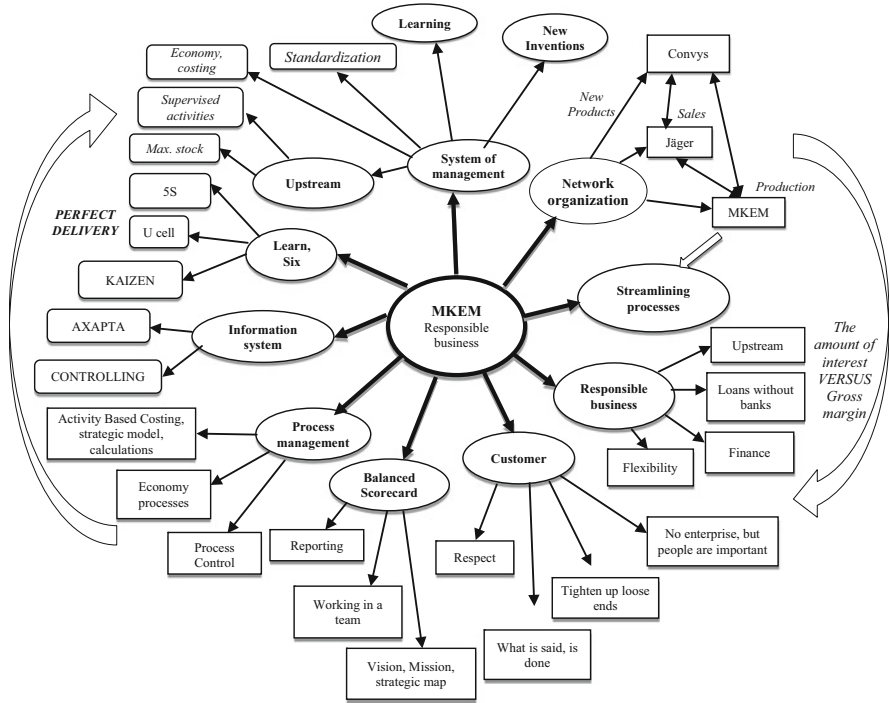 Learning
New
Inventions
Economy,
costing
Standardization
Convys
New
Products
Sales
Supervised
activities
Jäger
Max. stock
System of
management
Upstream
Network
organization
Production
MKEM
5S
PERFECT
DELIVERY
U cell
Learn,
Six
KAIZEN
Streamlining
processes
MKEM
Responsible
business
AXAPTA
Information
system
CONTROLLING
The
amount of
interest
VERSUS
Gross
margin
Upstream
Responsible
business
Loans without
banks
Finance
Flexibility
Activity Based Costing,
strategic model,
calculations
Process
management
Economy
processes
Process
Control
Balanced
Scorecard
Customer
Reporting
Working in a
team
Vision, Mission,
strategic map
Respect
What is said, is
done
Tighten up loose
ends
No enterprise, but
people are important